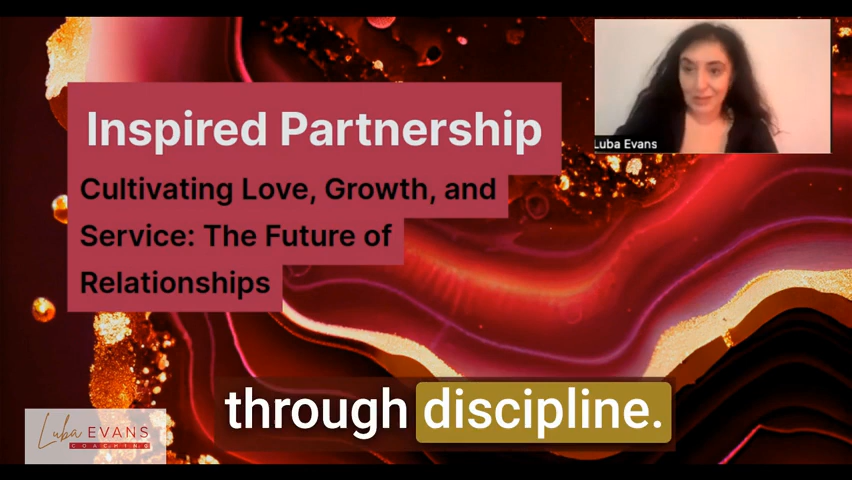 Inspired Partnership
Cultivating Love, Growth, and
Service: The Future of
Relationships
Luba Evans
through discipline.
Luba EVANS
COACHING